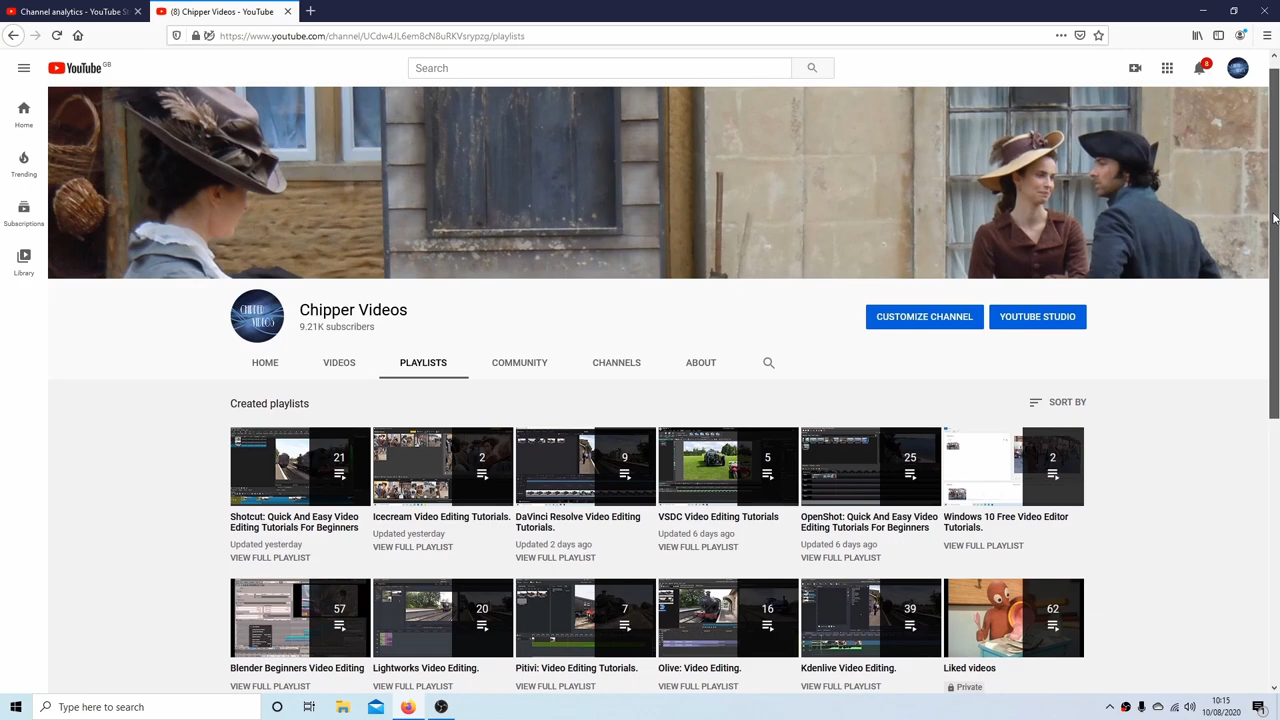 Channel analytics - YouTube S
(8) Chipper Videos - YouTube
https://www.youtube.com/channel/UCdw4JL6em8cN8uRKVsrypzg/playlists
YouTube GB
Search
8
Home
Trending
Subscriptions
Library
CHIPPER VIDEOS
Chipper Videos
9.21K subscribers
CUSTOMIZE CHANNEL
YOUTUBE STUDIO
HOME
VIDEOS
PLAYLISTS
COMMUNITY
CHANNELS
ABOUT
Created playlists
SORT BY
21
2
9
5
25
2
Shotcut: Quick And Easy Video
Editing Tutorials For Beginners
Updated yesterday
VIEW FULL PLAYLIST
Icecream Video Editing Tutorials.
Updated yesterday
VIEW FULL PLAYLIST
DaVinci Resolve Video Editing
Tutorials.
Updated 2 days ago
VIEW FULL PLAYLIST
VSDC Video Editing Tutorials
Updated 6 days ago
VIEW FULL PLAYLIST
OpenShot: Quick And Easy Video
Editing Tutorials For Beginners
Updated 6 days ago
VIEW FULL PLAYLIST
Windows 10 Free Video Editor
Tutorials.
VIEW FULL PLAYLIST
57
20
7
16
39
62
Blender Beginners Video Editing
VIEW FULL PLAYLIST
Lightworks Video Editing.
VIEW FULL PLAYLIST
Pitivi: Video Editing Tutorials.
VIEW FULL PLAYLIST
Olive: Video Editing.
VIEW FULL PLAYLIST
Kdenlive Video Editing.
VIEW FULL PLAYLIST
Liked videos
Private
Type here to search
10:15
10/08/2020
1